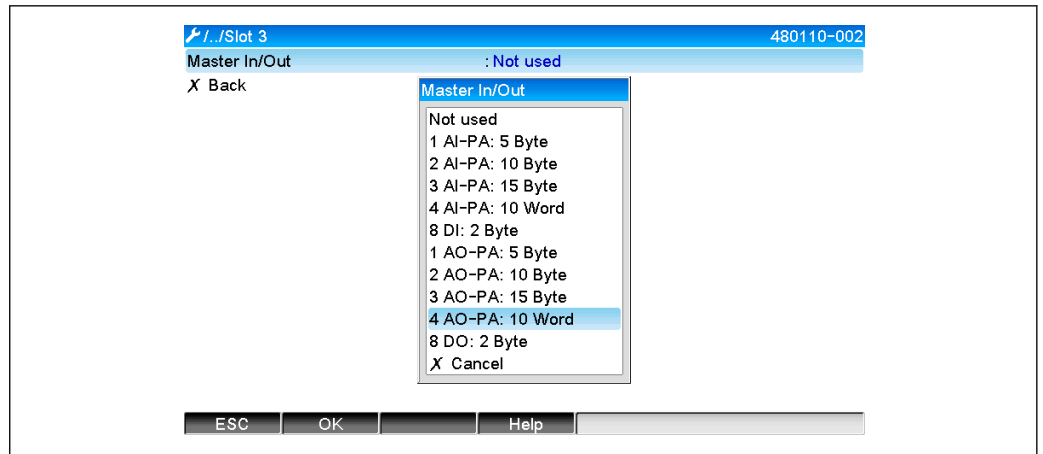 /../Slot 3 480110-002
Master In/Out : Not used
X Back
Master In/Out
Not used
1 AI-PA: 5 Byte
2 AI-PA: 10 Byte
3 AI-PA: 15 Byte
4 AI-PA: 10 Word
8 DI: 2 Byte
1 AO-PA: 5 Byte
2 AO-PA: 10 Byte
3 AO-PA: 15 Byte
4 AO-PA: 10 Word
8 DO: 2 Byte
X Cancel
ESC OK Help